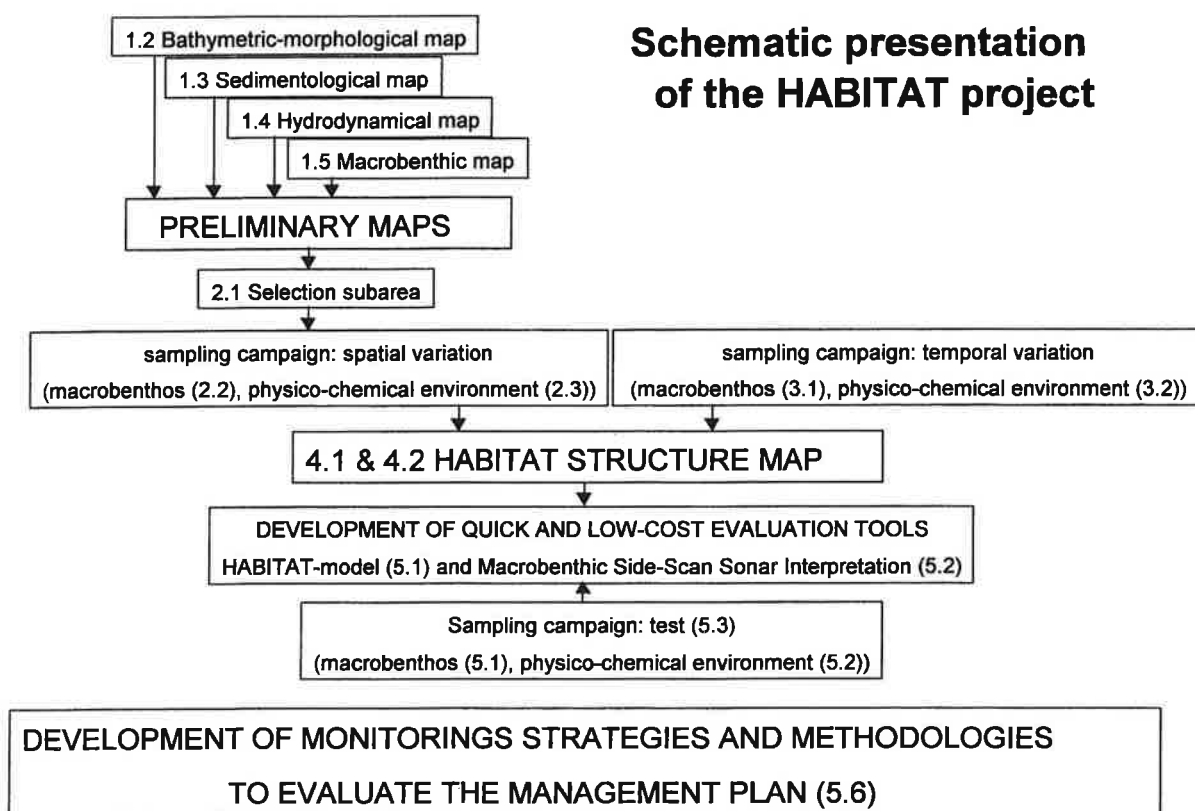 Schematic presentation
of the HABITAT project
1.2 Bathymetric-morphological map
1.3 Sedimentological map
1.4 Hydrodynamical map
1.5 Macrobenthic map
PRELIMINARY MAPS
2.1 Selection subarea
sampling campaign: spatial variation
(macrobenthos (2.2), physico-chemical environment (2.3))
sampling campaign: temporal variation
(macrobenthos (3.1), physico-chemical environment (3.2))
4.1 & 4.2 HABITAT STRUCTURE MAP
DEVELOPMENT OF QUICK AND LOW-COST EVALUATION TOOLS
HABITAT-model (5.1) and Macrobenthic Side-Scan Sonar Interpretation (5.2)
Sampling campaign: test (5.3)
(macrobenthos (5.1), physico-chemical environment (5.2))
DEVELOPMENT OF MONITORINGS STRATEGIES AND METHODOLOGIES
TO EVALUATE THE MANAGEMENT PLAN (5.6)